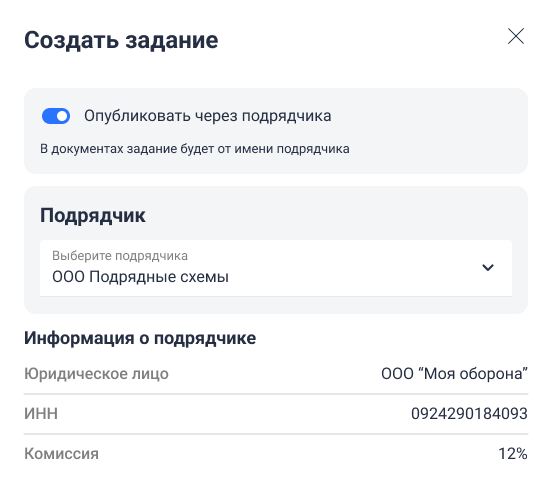 Создать задание
Опубликовать через подрядчика
В документах задание будет от имени подрядчика
Подрядчик
Выберите подрядчика
ООО Подрядные схемы
Информация о подрядчике
Юридическое лицо ООО “Моя оборона”
ИНН 0924290184093
Комиссия 12%